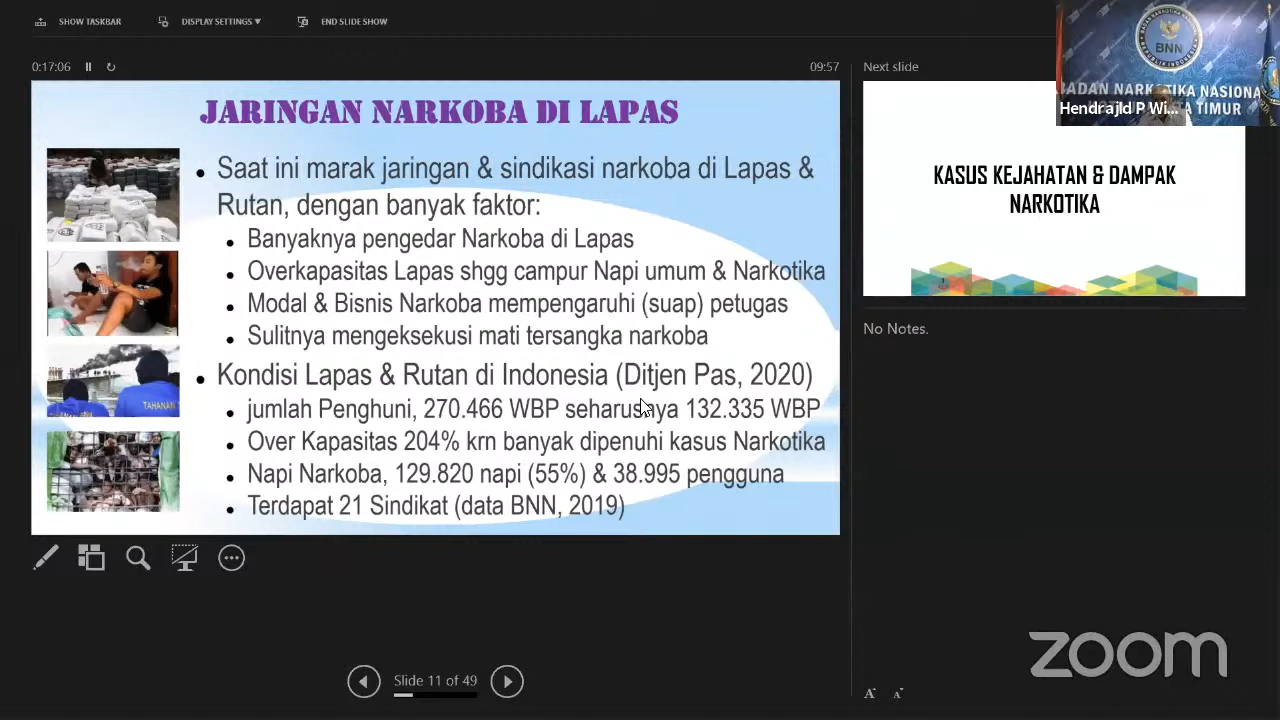 SHOW TASKBAR
DISPLAY SETTINGS ▼
END SLIDE SHOW
0:17:06
09:57
JARINGAN NARKOBA DI LAPAS
• Saat ini marak jaringan & sindikasi narkoba di Lapas &
Rutan, dengan banyak faktor:
• Banyaknya pengedar Narkoba di Lapas
• Overkapasitas Lapas shgg campur Napi umum & Narkotika
• Modal & Bisnis Narkoba mempengaruhi (suap) petugas
• Sulitnya mengeksekusi mati tersangka narkoba
• Kondisi Lapas & Rutan di Indonesia (Ditjen Pas, 2020)
• jumlah Penghuni, 270.466 WBP seharusnya 132.335 WBP
• Over Kapasitas 204% krn banyak dipenuhi kasus Narkotika
• Napi Narkoba, 129.820 napi (55%) & 38.995 pengguna
• Terdapat 21 Sindikat (data BNN, 2019)
TAHANAN
Slide 11 of 49
Next slide
KASUS KEJAHATAN & DAMPAK
NARKOTIKA
No Notes.
BNN
Hendrajld P Wi...
TIMUR
zoom
A A